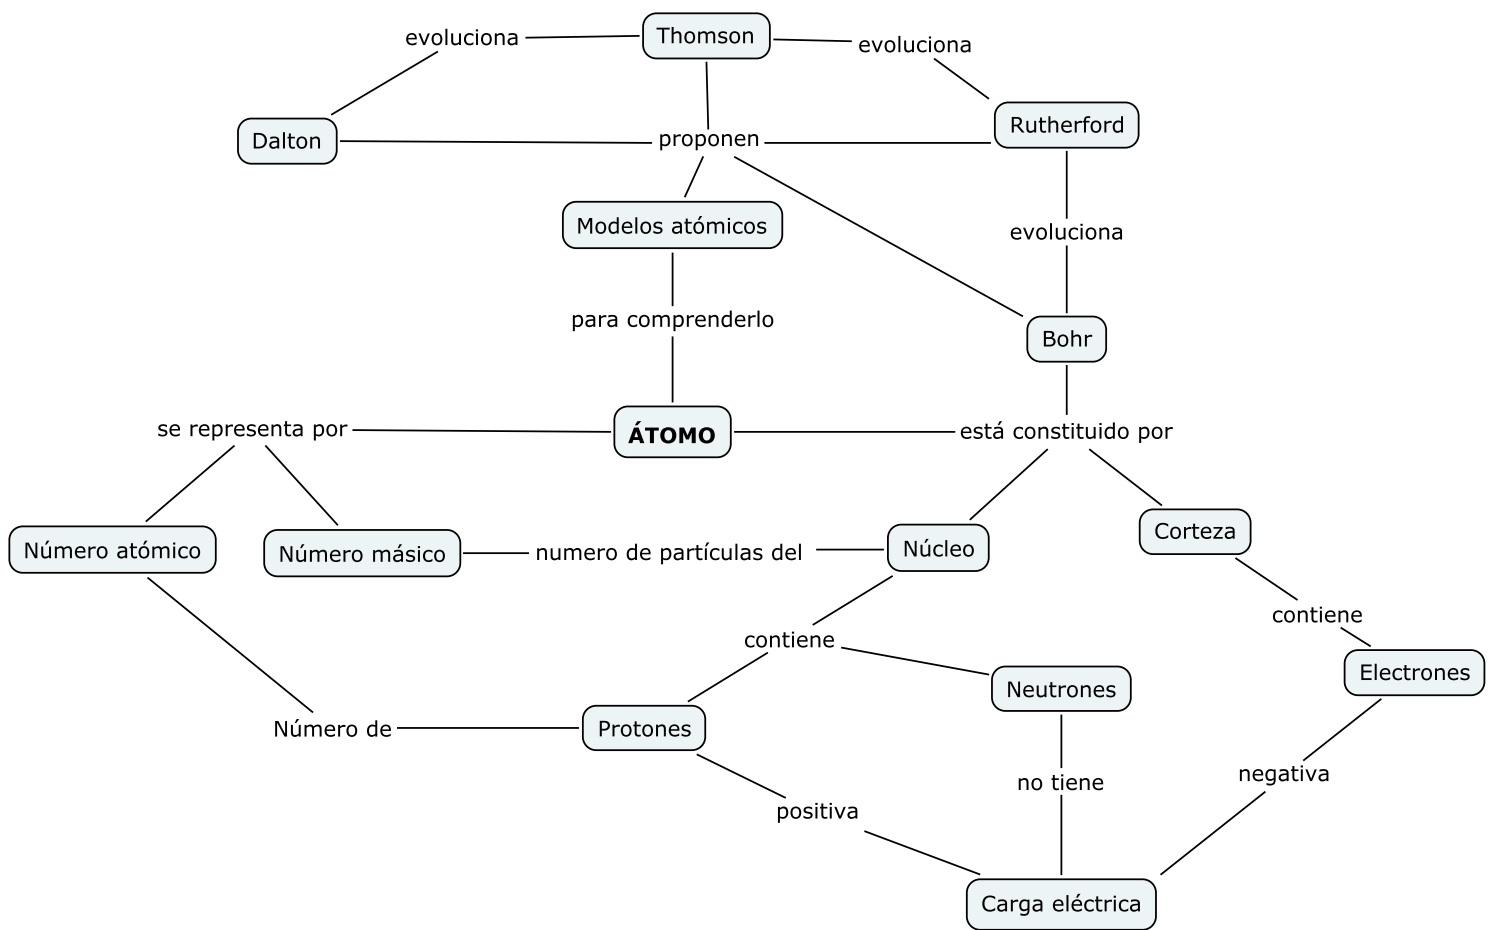 Thomson
evoluciona
evoluciona
Rutherford
Dalton
proponen
Modelos atómicos
evoluciona
para comprenderlo
Bohr
se representa por
ÁTOMO
está constituido por
Número atómico
Número másico
numero de partículas del
Núcleo
Corteza
contiene
contiene
Electrones
Neutrones
Número de
Protones
negativa
no tiene
positiva
Carga eléctrica